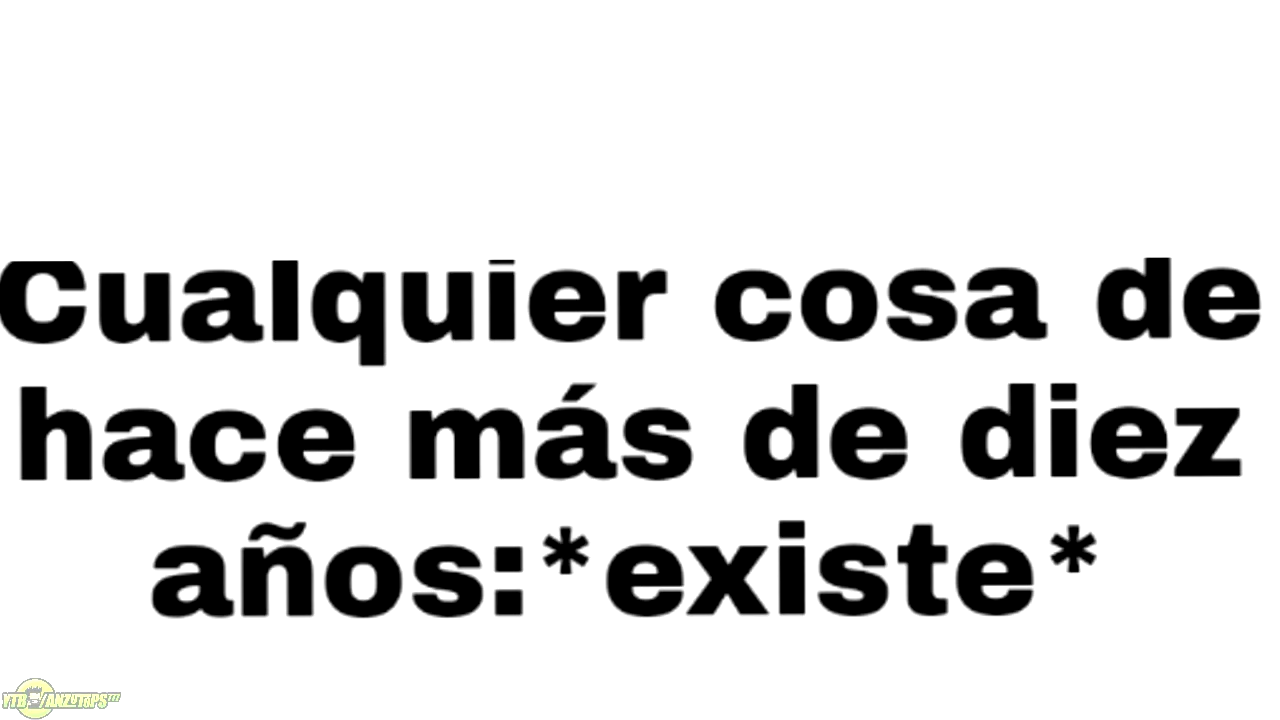 Cualquier cosa de
hace más de diez
años:*existe*